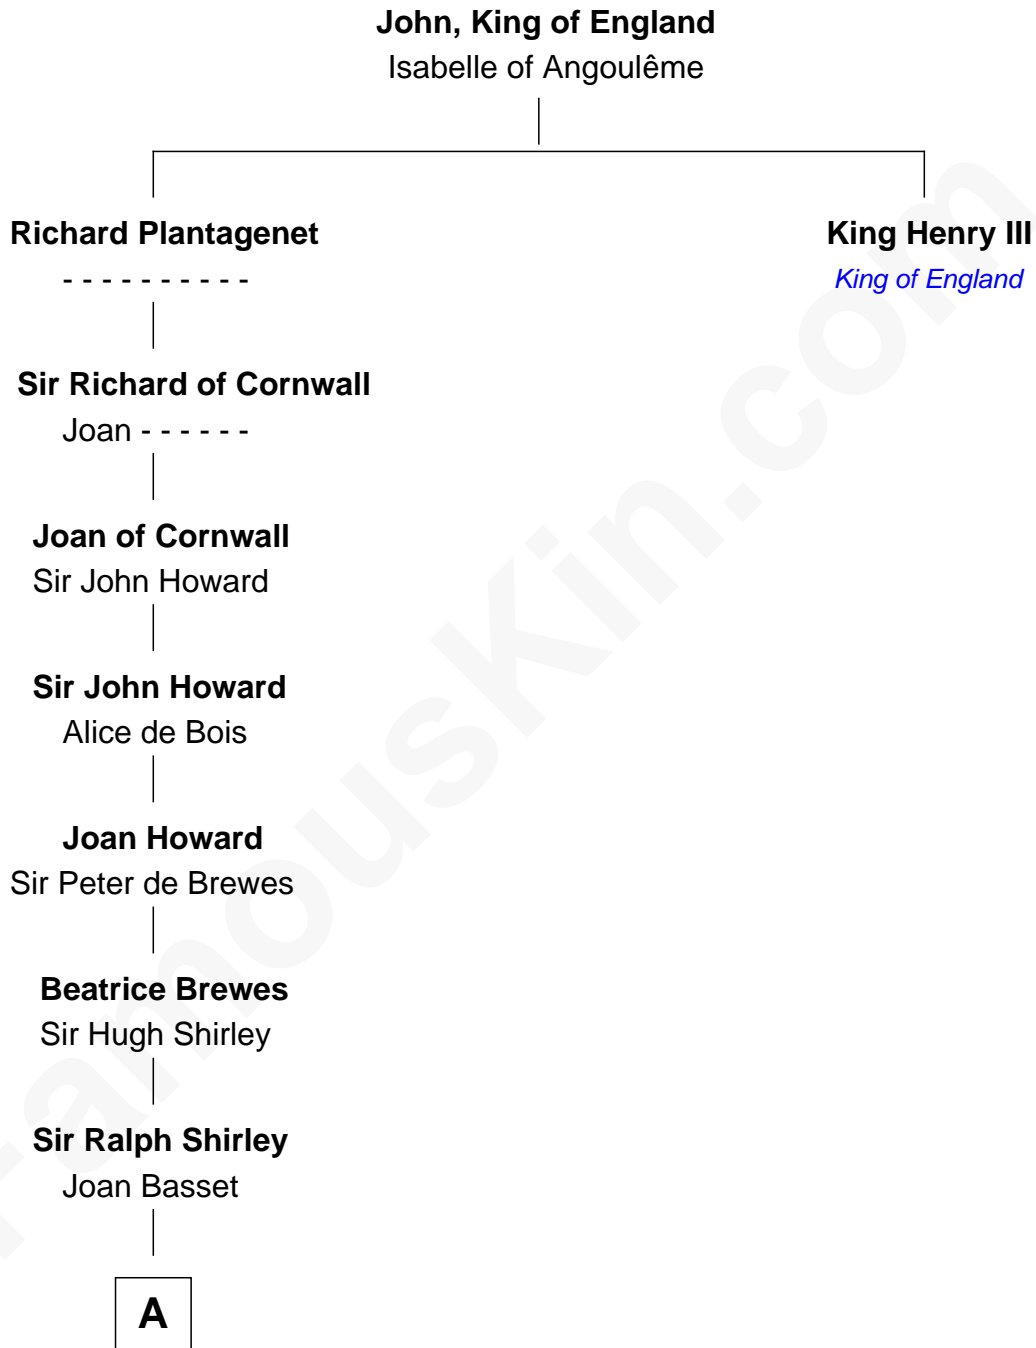 John, King of England
Isabelle of Angoulême
Richard Plantagenet
King Henry III
- - - - - - - - - -
King of England
Sir Richard of Cornwall
Joan - - - - - -
Joan of Cornwall
Sir John Howard
Sir John Howard
Alice de Bois
Joan Howard
Sir Peter de Brewes
Beatrice Brewes
Sir Hugh Shirley
Sir Ralph Shirley
Joan Basset
A
FamousKin.com